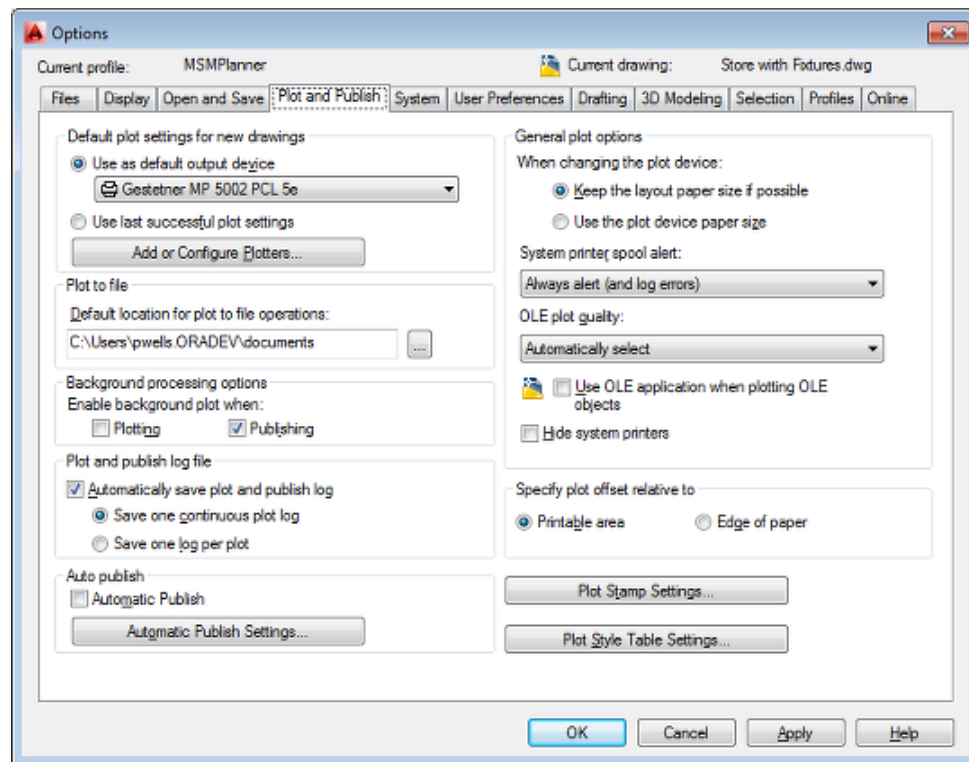 Options
Current profile: MSMPlanner Current drawing: Store wirth Fixtures.dwg
Files Display Open and Save Plot and Publish System User Preferences Drafting 3D Modeling Selection Profiles Online
Default plot settings for new drawings
Use as default output device
Gestetner MP 5002 PCL 5e
Use last successful plot settings
Add or Configure Plotters...
Plot to file
Default location for plot to file operations:
C:\Users\pwells.ORADEV\documents
...
Background processing options
Enable background plot when:
Plotting Publishing
Plot and publish log file
Automatically save plot and publish log
Save one continuous plot log
Save one log per plot
Auto publish
Automatic Publish
Automatic Publish Settings...
General plot options
When changing the plot device:
Keep the layout paper size if possible
Use the plot device paper size
System printer spool alert:
Always alert (and log errors)
OLE plot quality:
Automatically select
Use OLE application when plotting OLE
objects
Hide system printers
Specify plot offset relative to
Printable area Edge of paper
Plot Stamp Settings...
Plot Style Table Settings...
OK Cancel Apply Help